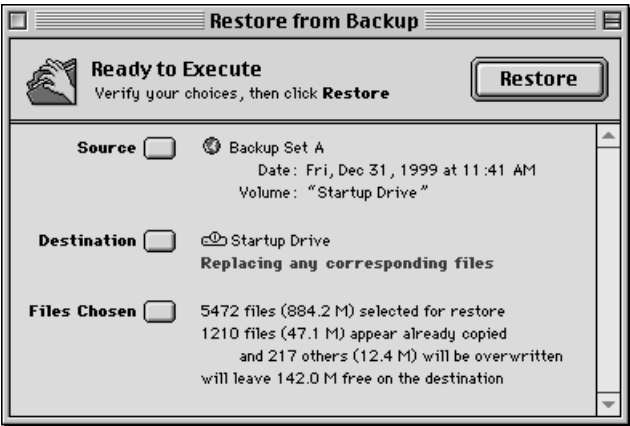 Restore from Backup
Ready to Execute
Verify your choices, then click Restore
Restore
Source
Backup Set A
Date: Fri, Dec 31, 1999 at 11:41 AM
Volume: “Startup Drive”
Destination
Startup Drive
Replacing any corresponding files
Files Chosen
5472 files (884.2 M) selected for restore
1210 files (47.1 M) appear already copied
and 217 others (12.4 M) will be overwritten
will leave 142.0 M free on the destination